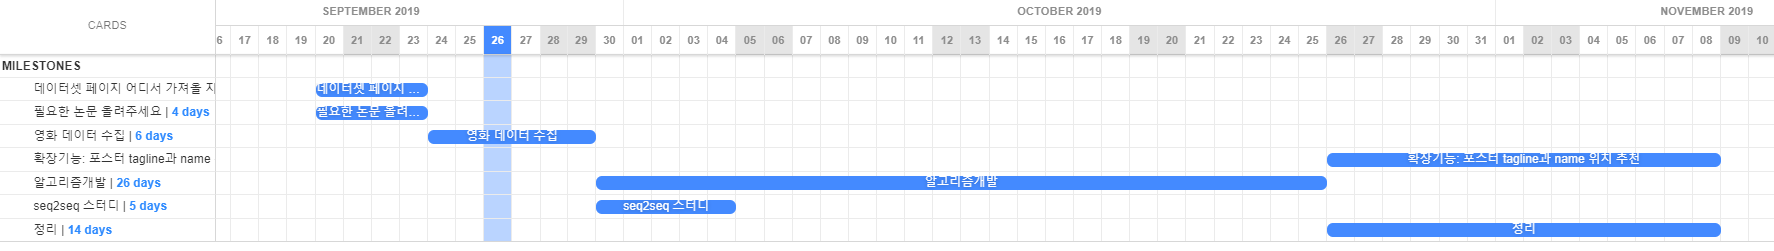 CARDS
SEPTEMBER 2019 OCTOBER 2019 NOVEMBER 2019
6 17 18 19 20 21 22 23 24 25 26 27 28 29 30 01 02 03 04 05 06 07 08 09 10 11 12 13 14 15 16 17 18 19 20 21 22 23 24 25 26 27 28 29 30 31 01 02 03 04 05 06 07 08 09 10
MILESTONES
데이터셋 페이지 어디서 가져올 지 데이터셋 페이지 ...
필요한 논문 올려주세요 | 4 days 필요한 논문 올려...
영화 데이터 수집 | 6 days 영화 데이터 수집
확장기능: 포스터 tagline과 name 확장기능: 포스터 tagline과 name 위치 추천
알고리즘개발 | 26 days 알고리즘개발
seq2seq 스터디 | 5 days seq2seq 스터디
정리 | 14 days 정리